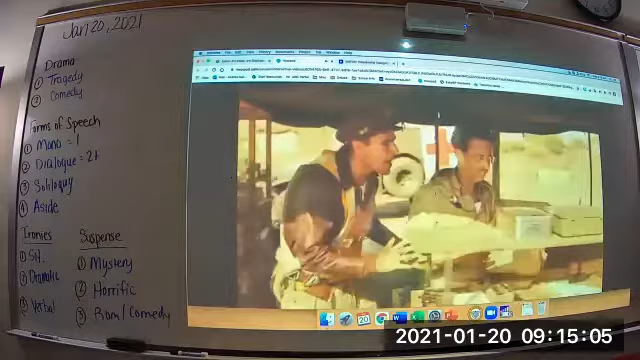 Jan 20, 2021
Drama
① Tragedy
② Comedy
Forms of Speech
① Mono = 1
② Dialogue = 2+
③ Soliloquy
④ Aside
Ironies
① Sit.
② Dramatic
③ Verbal
Suspense
① Mystery
② Horrific
③ Rom/Comedy
2021-01-20 09:15:05